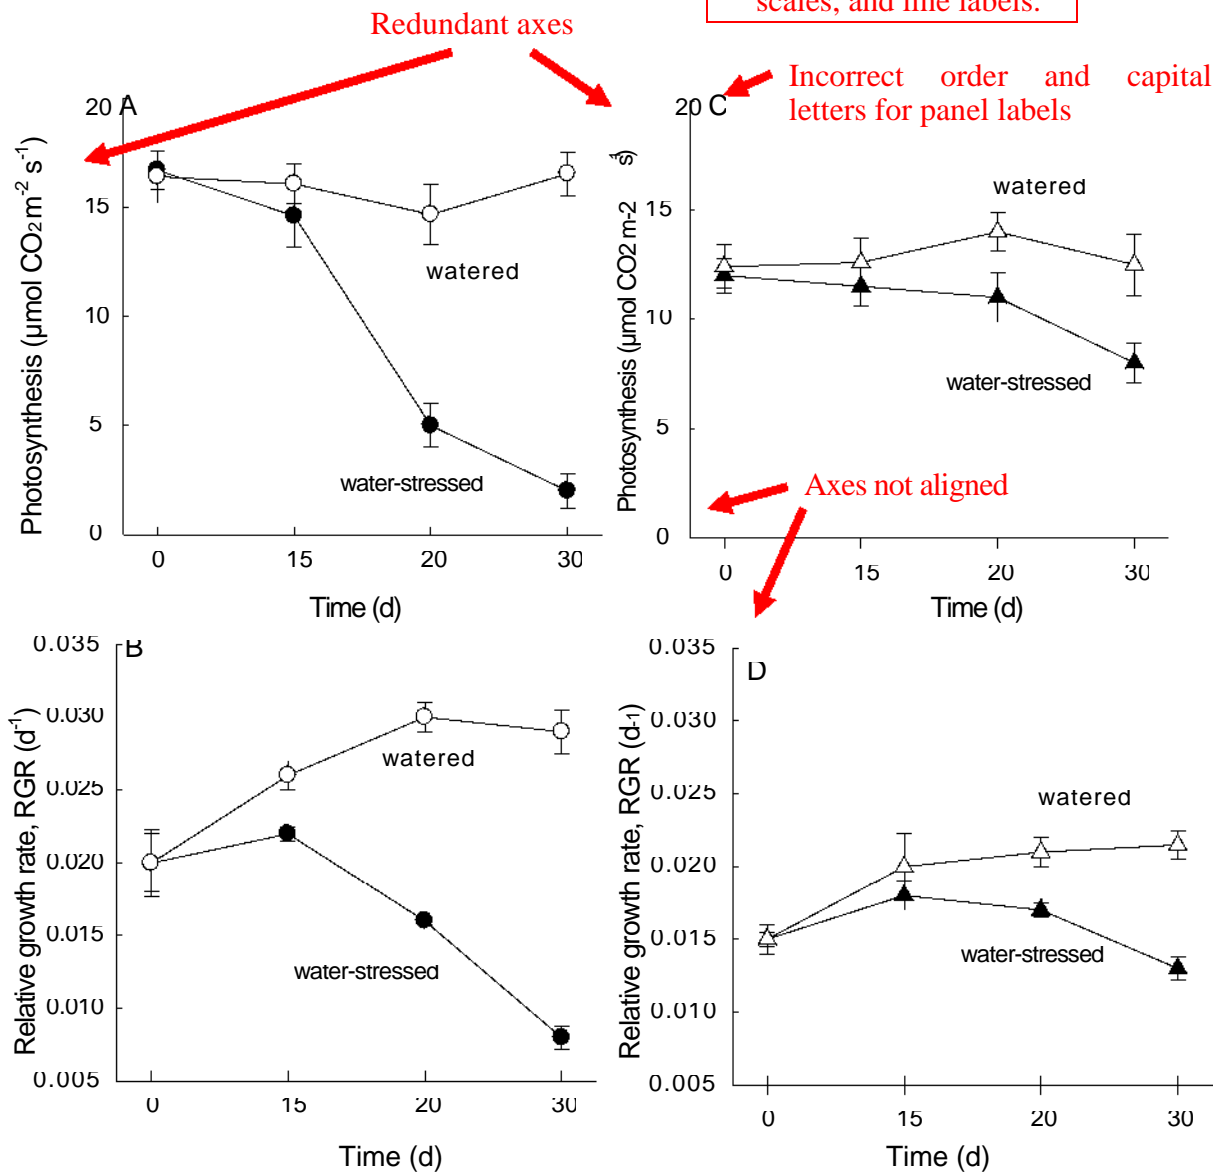 scales, and line labels.
Redundant axes
Incorrect order and capital
letters for panel labels
20 A
15
10
5
0
Photosynthesis (µmol CO2 m-2 s-1)
watered
water-stressed
0 15 20 30
Time (d)
20 C
15
10
5
0
Photosynthesis (µmol CO2 m-2
watered
water-stressed
Axes not aligned
0 15 20 30
Time (d)
0.035 B
0.030
0.025
0.020
0.015
0.010
0.005
Relative growth rate, RGR (d-1)
watered
water-stressed
0 15 20 30
Time (d)
0.035
D
0.030
0.025
0.020
0.015
0.010
0.005
Relative growth rate, RGR (d-1)
watered
water-stressed
0 15 20 30
Time (d)